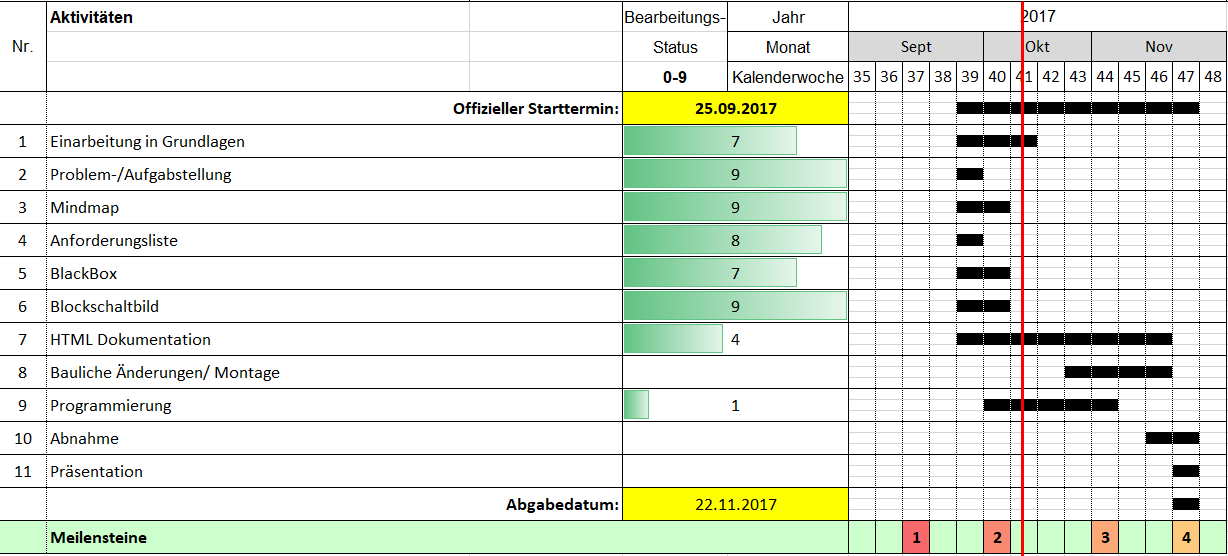 Aktivitäten Bearbeitungs- Jahr 2017
Nr. Status Monat Sept Okt Nov
0-9 Kalenderwoche 35 36 37 38 39 40 41 42 43 44 45 46 47 48
Offizieller Starttermin: 25.09.2017
1 Einarbeitung in Grundlagen 7
2 Problem-/Aufgabstellung 9
3 Mindmap 9
4 Anforderungsliste 8
5 BlackBox 7
6 Blockschaltbild 9
7 HTML Dokumentation 4
8 Bauliche Änderungen/ Montage
9 Programmierung 1
10 Abnahme
11 Präsentation
Abgabedatum: 22.11.2017
Meilensteine 1 2 3 4